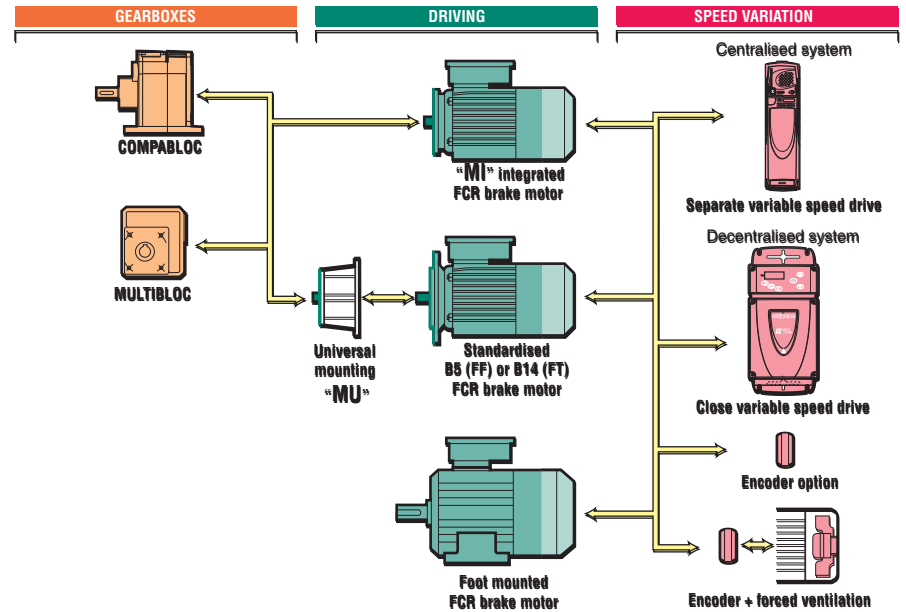 GEARBOXES
DRIVING
SPEED VARIATION
Centralised system
COMPABLOC
"MI" integrated
FCR brake motor
Separate variable speed drive
Decentralised system
MULTIBLOC
Universal
mounting
"MU"
Standardised
B5 (FF) or B14 (FT)
FCR brake motor
Close variable speed drive
Encoder option
Foot mounted
FCR brake motor
Encoder + forced ventilation